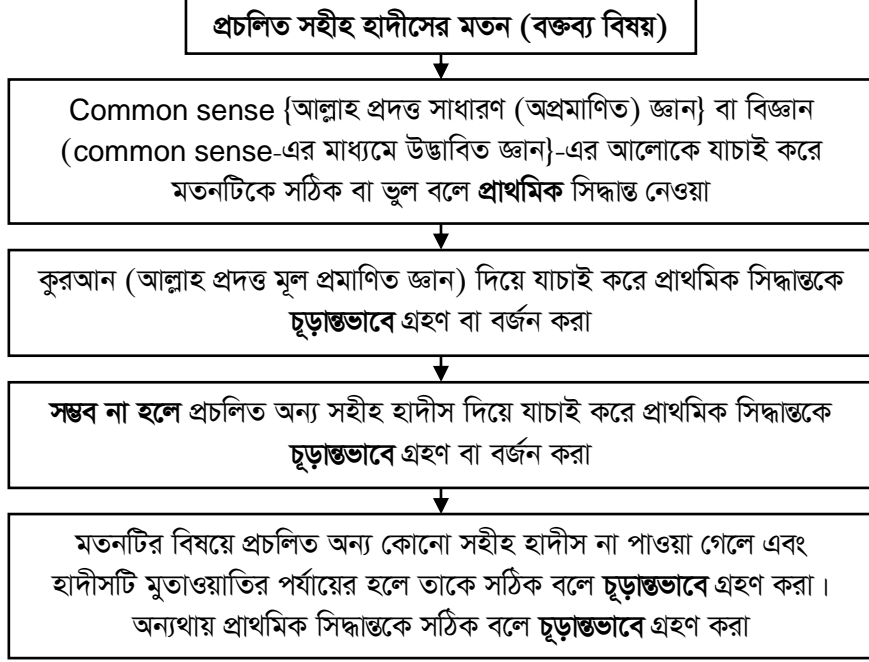 প্রচলিত সহীহ হাদীসের মতন (বক্তব্য বিষয়)
Common sense {আল্লাহ প্রদত্ত সাধারণ (অপ্রমাণিত) জ্ঞান} বা বিজ্ঞান
(common sense-এর মাধ্যমে উদ্ভাবিত জ্ঞান}-এর আলোকে যাচাই করে
মতনটিকে সঠিক বা ভুল বলে প্রাথমিক সিদ্ধান্ত নেওয়া
কুরআন (আল্লাহ প্রদত্ত মূল প্রমাণিত জ্ঞান) দিয়ে যাচাই করে প্রাথমিক সিদ্ধান্তকে
চূড়ান্তভাবে গ্রহণ বা বর্জন করা
সম্ভব না হলে প্রচলিত অন্য সহীহ হাদীস দিয়ে যাচাই করে প্রাথমিক সিদ্ধান্তকে
চূড়ান্তভাবে গ্রহণ বা বর্জন করা
মতনটির বিষয়ে প্রচলিত অন্য কোনো সহীহ হাদীস না পাওয়া গেলে এবং
হাদীসটি মুতাওয়াতির পর্যায়ের হলে তাকে সঠিক বলে চূড়ান্তভাবে গ্রহণ করা।
অন্যথায় প্রাথমিক সিদ্ধান্তকে সঠিক বলে চূড়ান্তভাবে গ্রহণ করা